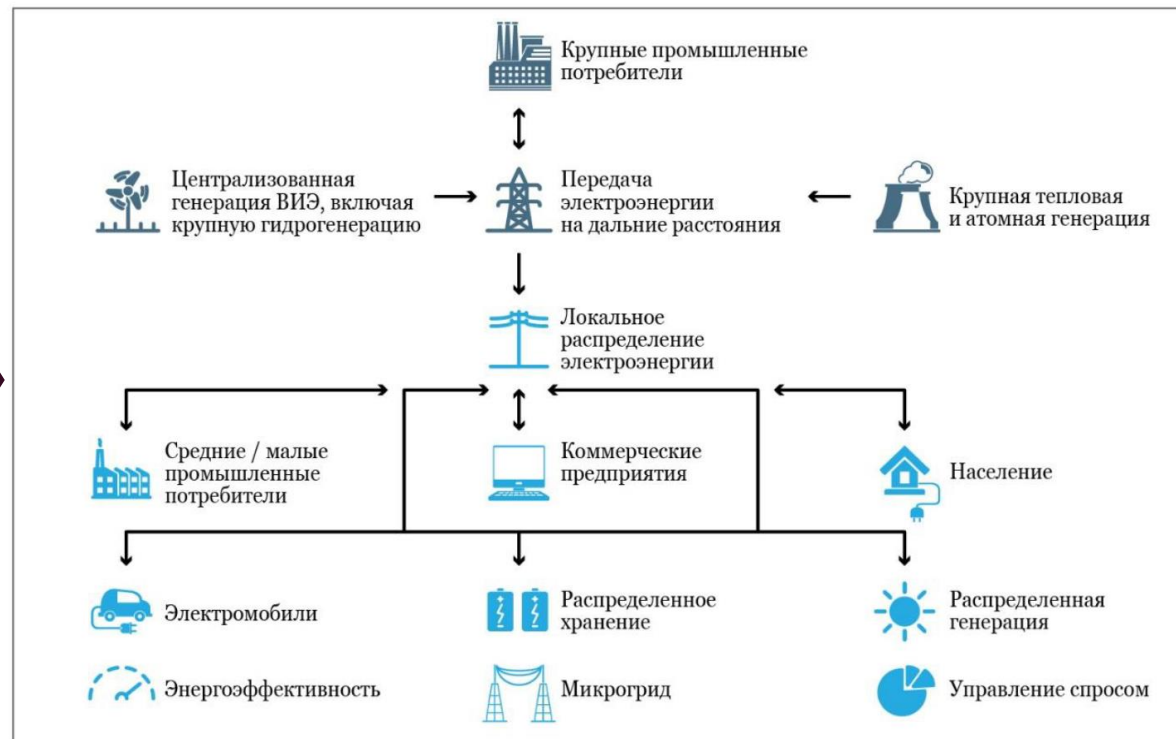 Крупные промышленные
потребители
Централизованная
генерация ВИЭ, включая
крупную гидрогенерацию
Передача
электроэнергии
на дальние расстояния
Крупная тепловая
и атомная генерация
Локальное
распределение
электроэнергии
Средние / малые
промышленные
потребители
Коммерческие
предприятия
Население
Электромобили
Распределенное
хранение
Распределенная
генерация
Энергоэффективность
Микрогрид
Управление спросом